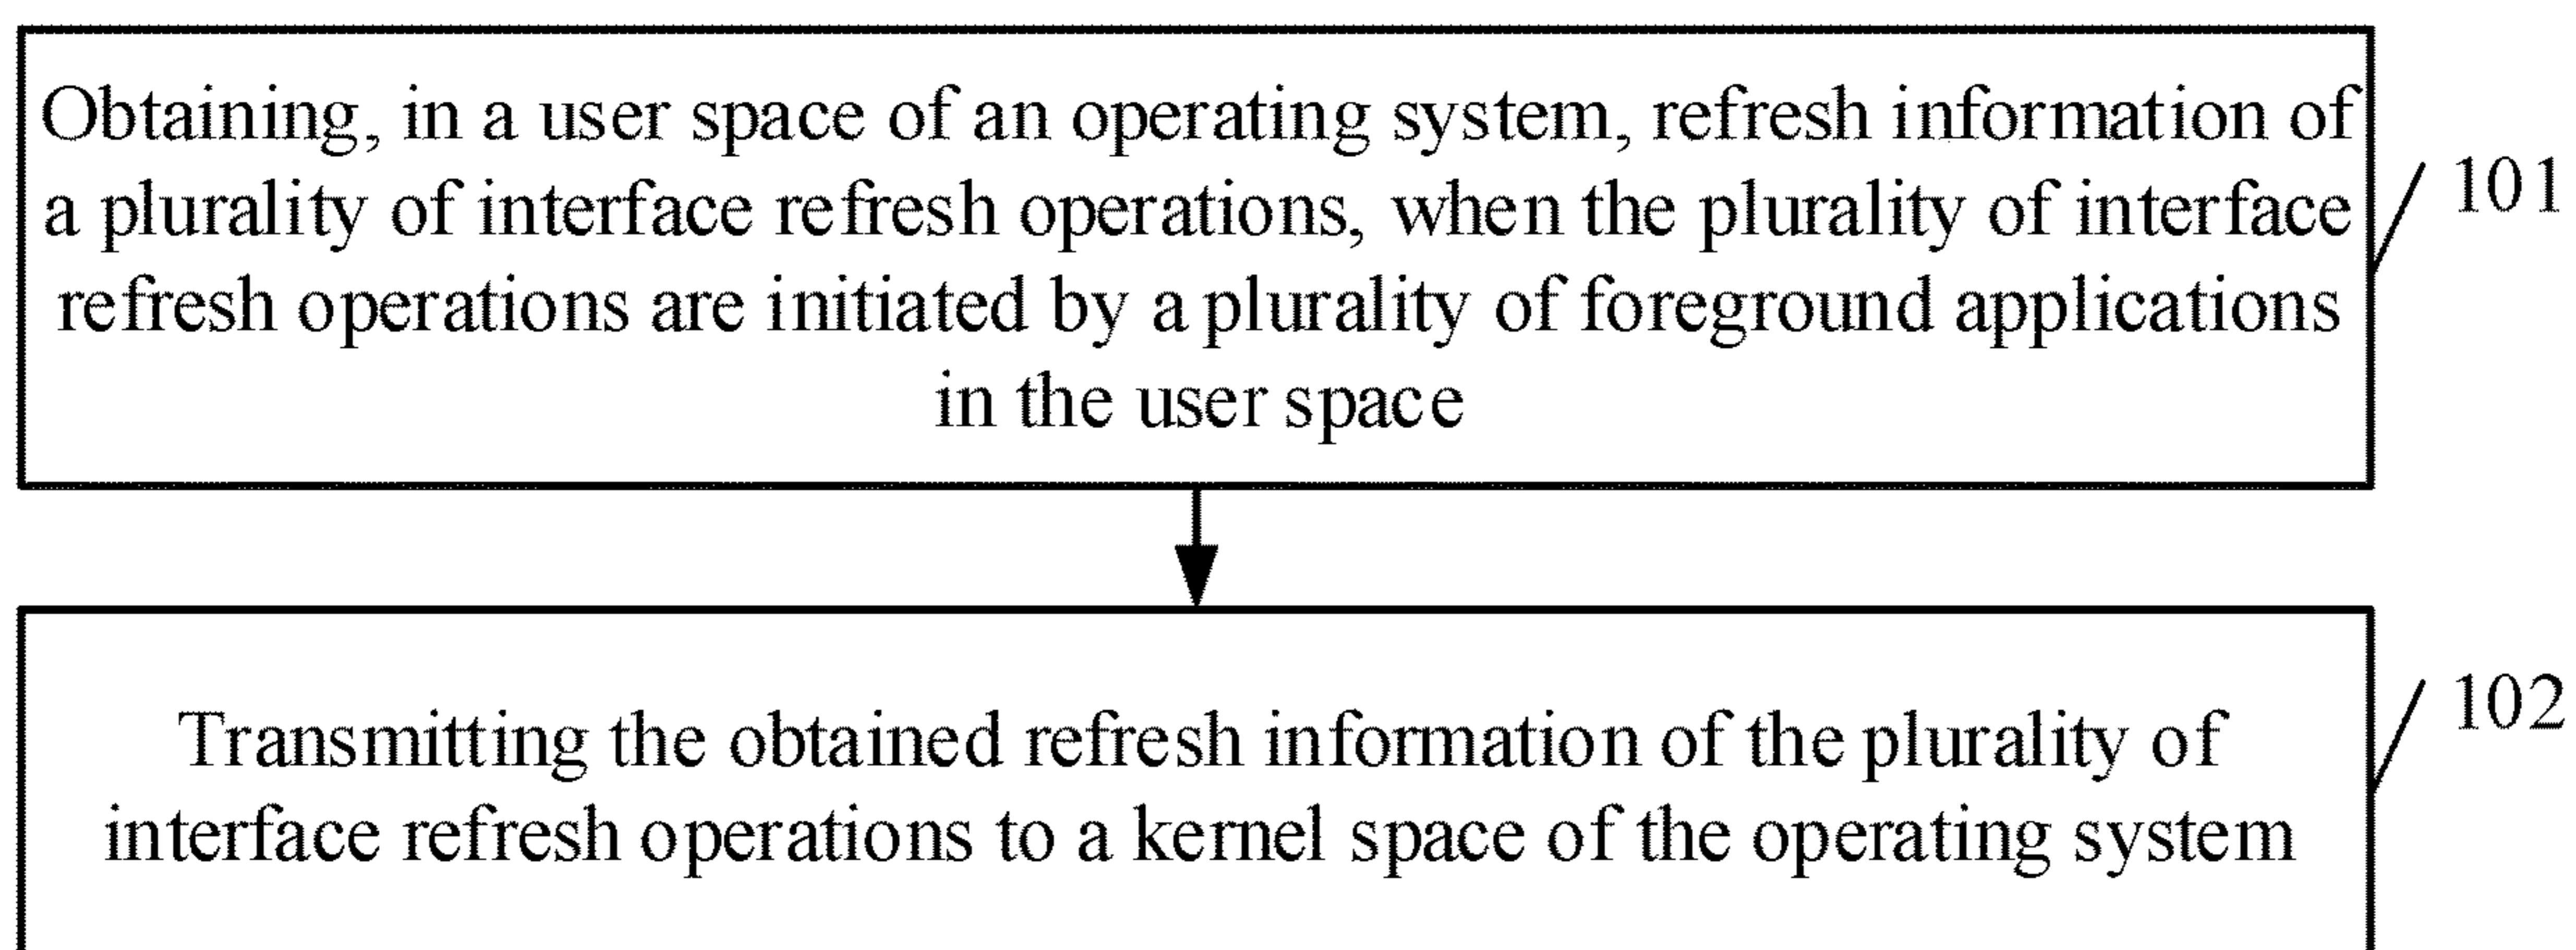 Obtaining, in a user space of an operating system, refresh information of
a plurality of interface refresh operations, when the plurality of interface
refresh operations are initiated by a plurality of foreground applications
in the user space
101
Transmitting the obtained refresh information of the plurality of
interface refresh operations to a kernel space of the operating system
102